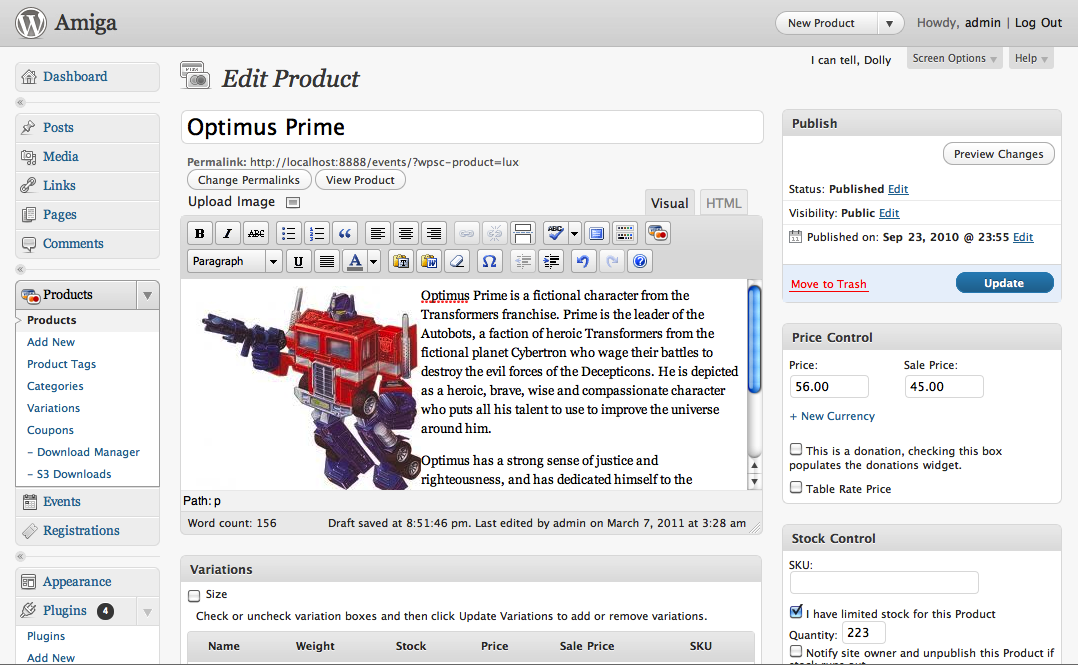 Amiga
New Product
Howdy, admin | Log Out
I can tell, Dolly
Screen Options
Help
Dashboard
Posts
Media
Links
Pages
Comments
Products
Products
Add New
Product Tags
Categories
Variations
Coupons
– Download Manager
– S3 Downloads
Events
Registrations
Appearance
Plugins 4
Plugins
Add New
Edit Product
Optimus Prime
Permalink: http://localhost:8888/events/?wpsc-product=lux
Change Permalinks
View Product
Upload Image
Visual
HTML
B I ABC
ABC
Paragraph
U A
Ω
Optimus Prime is a fictional character from the
Transformers franchise. Prime is the leader of the
Autobots, a faction of heroic Transformers from the
fictional planet Cybertron who wage their battles to
destroy the evil forces of the Decepticons. He is depicted
as a heroic, brave, wise and compassionate character
who puts all his talent to use to improve the universe
around him.
Optimus has a strong sense of justice and
righteousness, and has dedicated himself to the
Path: p
Word count: 156
Draft saved at 8:51:46 pm. Last edited by admin on March 7, 2011 at 3:28 am
Variations
Size
Check or uncheck variation boxes and then click Update Variations to add or remove variations.
Name Weight Stock Price Sale Price SKU
Publish
Preview Changes
Status: Published Edit
Visibility: Public Edit
Published on: Sep 23, 2010 @ 23:55 Edit
Move to Trash
Update
Price Control
Price: Sale Price:
56.00 45.00
+ New Currency
This is a donation, checking this box
populates the donations widget.
Table Rate Price
Stock Control
SKU:
I have limited stock for this Product
Quantity: 223
Notify site owner and unpublish this Product if
stock runs out